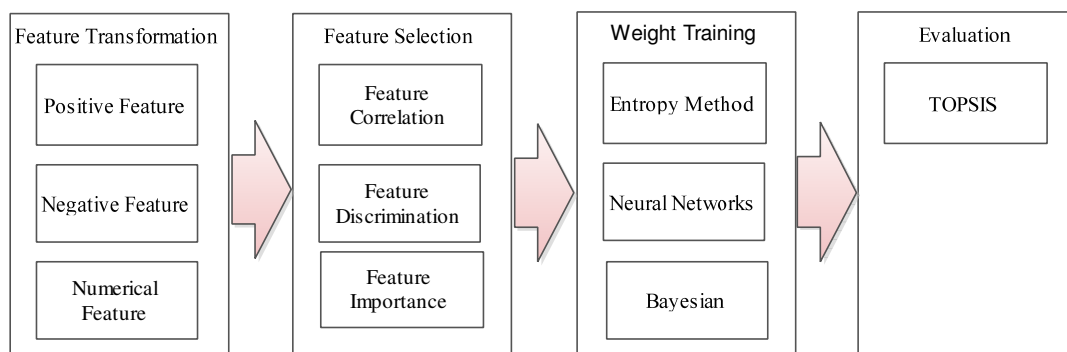 Feature Transformation
Positive Feature
Negative Feature
Numerical
Feature
Feature Selection
Feature
Correlation
Feature
Discrimination
Feature
Importance
Weight Training
Entropy Method
Neural Networks
Bayesian
Evaluation
TOPSIS